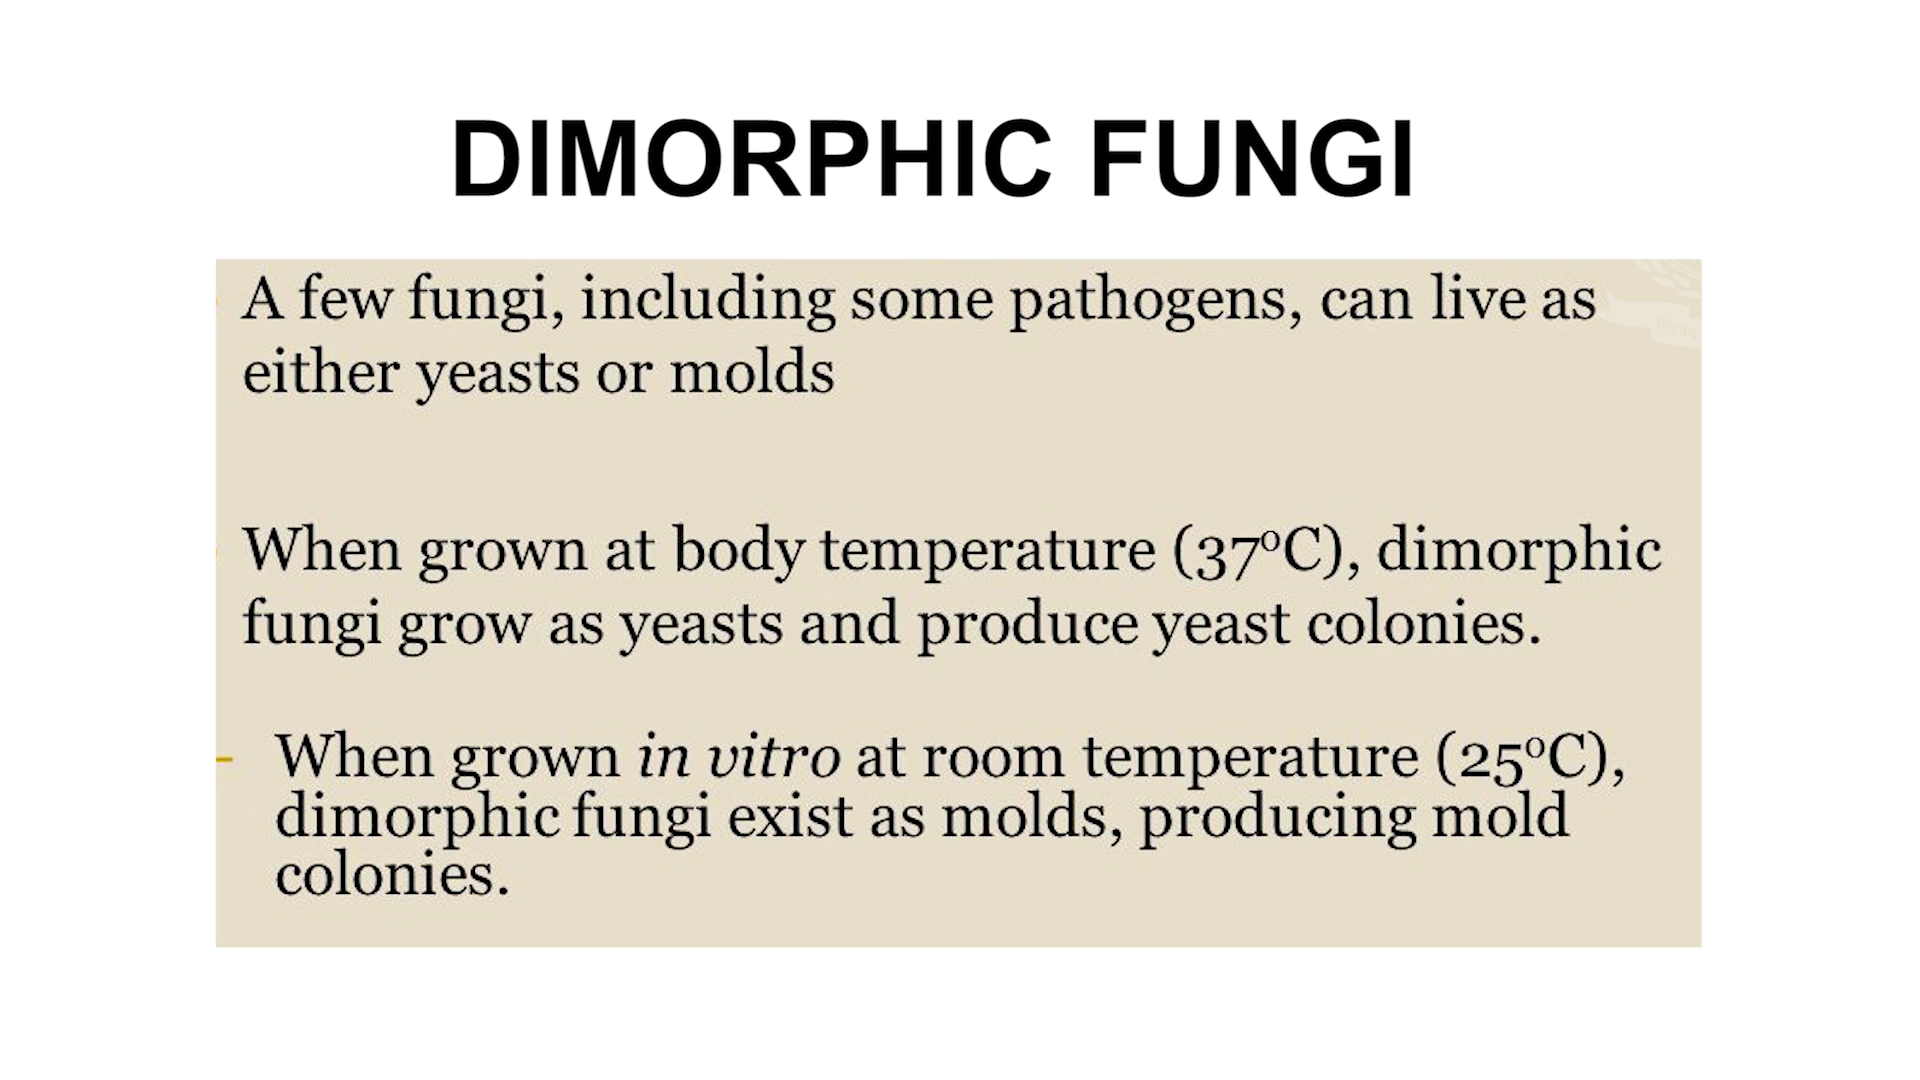 DIMORPHIC FUNGI
A few fungi, including some pathogens, can live as
either yeasts or molds
When grown at body temperature (37°C), dimorphic
fungi grow as yeasts and produce yeast colonies.
- When grown in vitro at room temperature (25°C),
dimorphic fungi exist as molds, producing mold
colonies.